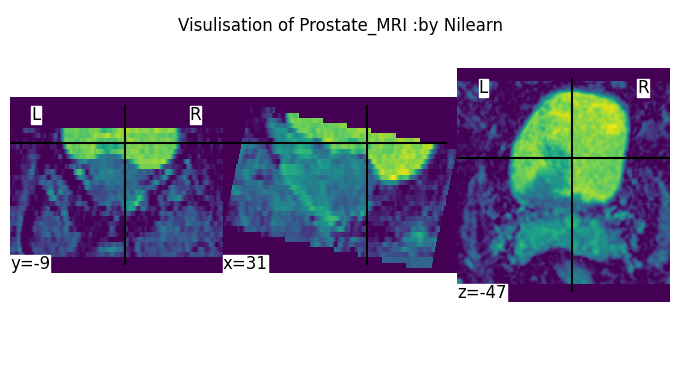 Visulisation of Prostate_MRI :by Nilearn
L R
y=-9
x=31
L R
z=-47